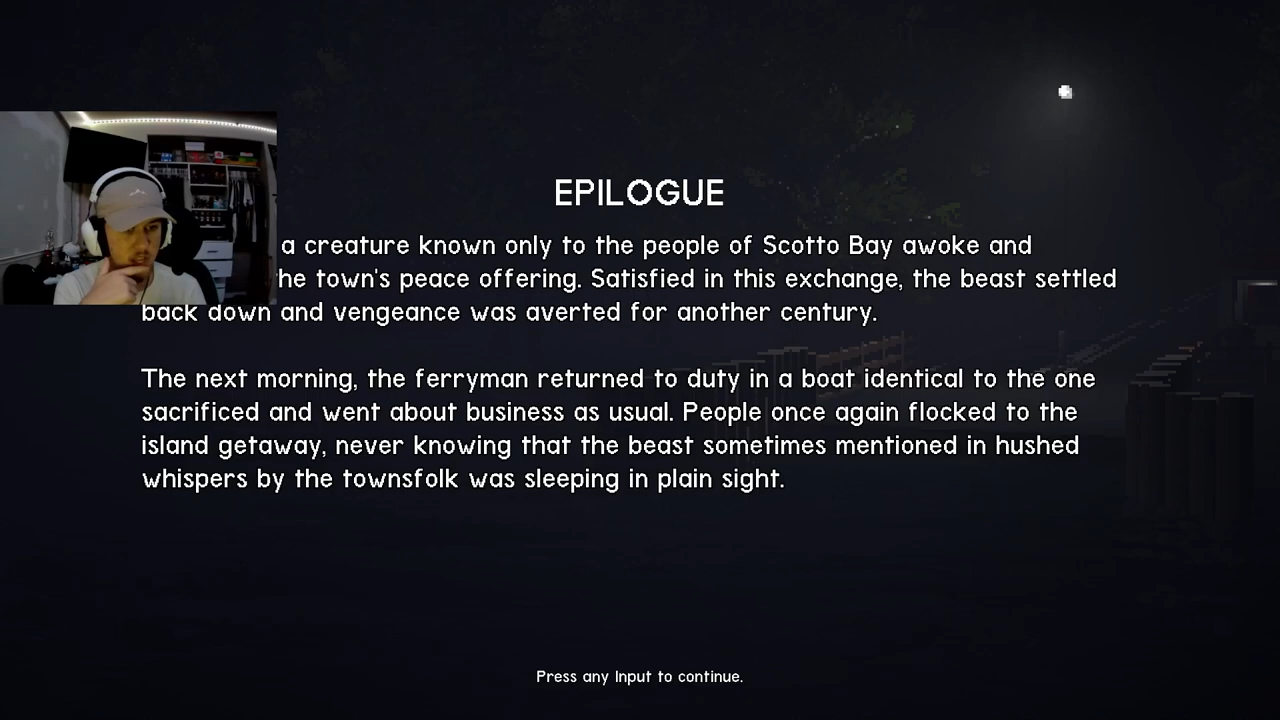 EPILOGUE
a creature known only to the people of Scotto Bay awoke and
he town's peace offering. Satisfied in this exchange, the beast settled
back down and vengeance was averted for another century.
The next morning, the ferryman returned to duty in a boat identical to the one
sacrificed and went about business as usual. People once again flocked to the
island getaway, never knowing that the beast sometimes mentioned in hushed
whispers by the townsfolk was sleeping in plain sight.
Press any Input to continue.